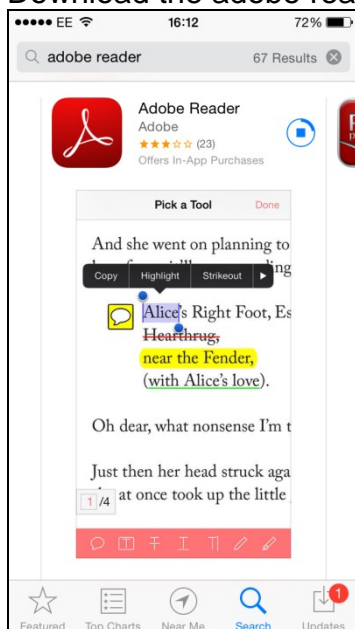 Download the adobe rea
EE 16:12 72%
adobe reader 67 Results
Adobe Reader
Adobe
(23)
Offers In-App Purchases
Pick a Tool Done
And she went on planning to
ing
Copy Highlight Strikeout
Alice's Right Foot, Es
Hearthrug,
near the Fender,
(with Alice's love).
Oh dear, what nonsense I'm t
Just then her head struck aga
at once took up the little
1 /4
Featured Top Charts Near Me Search Updates
1